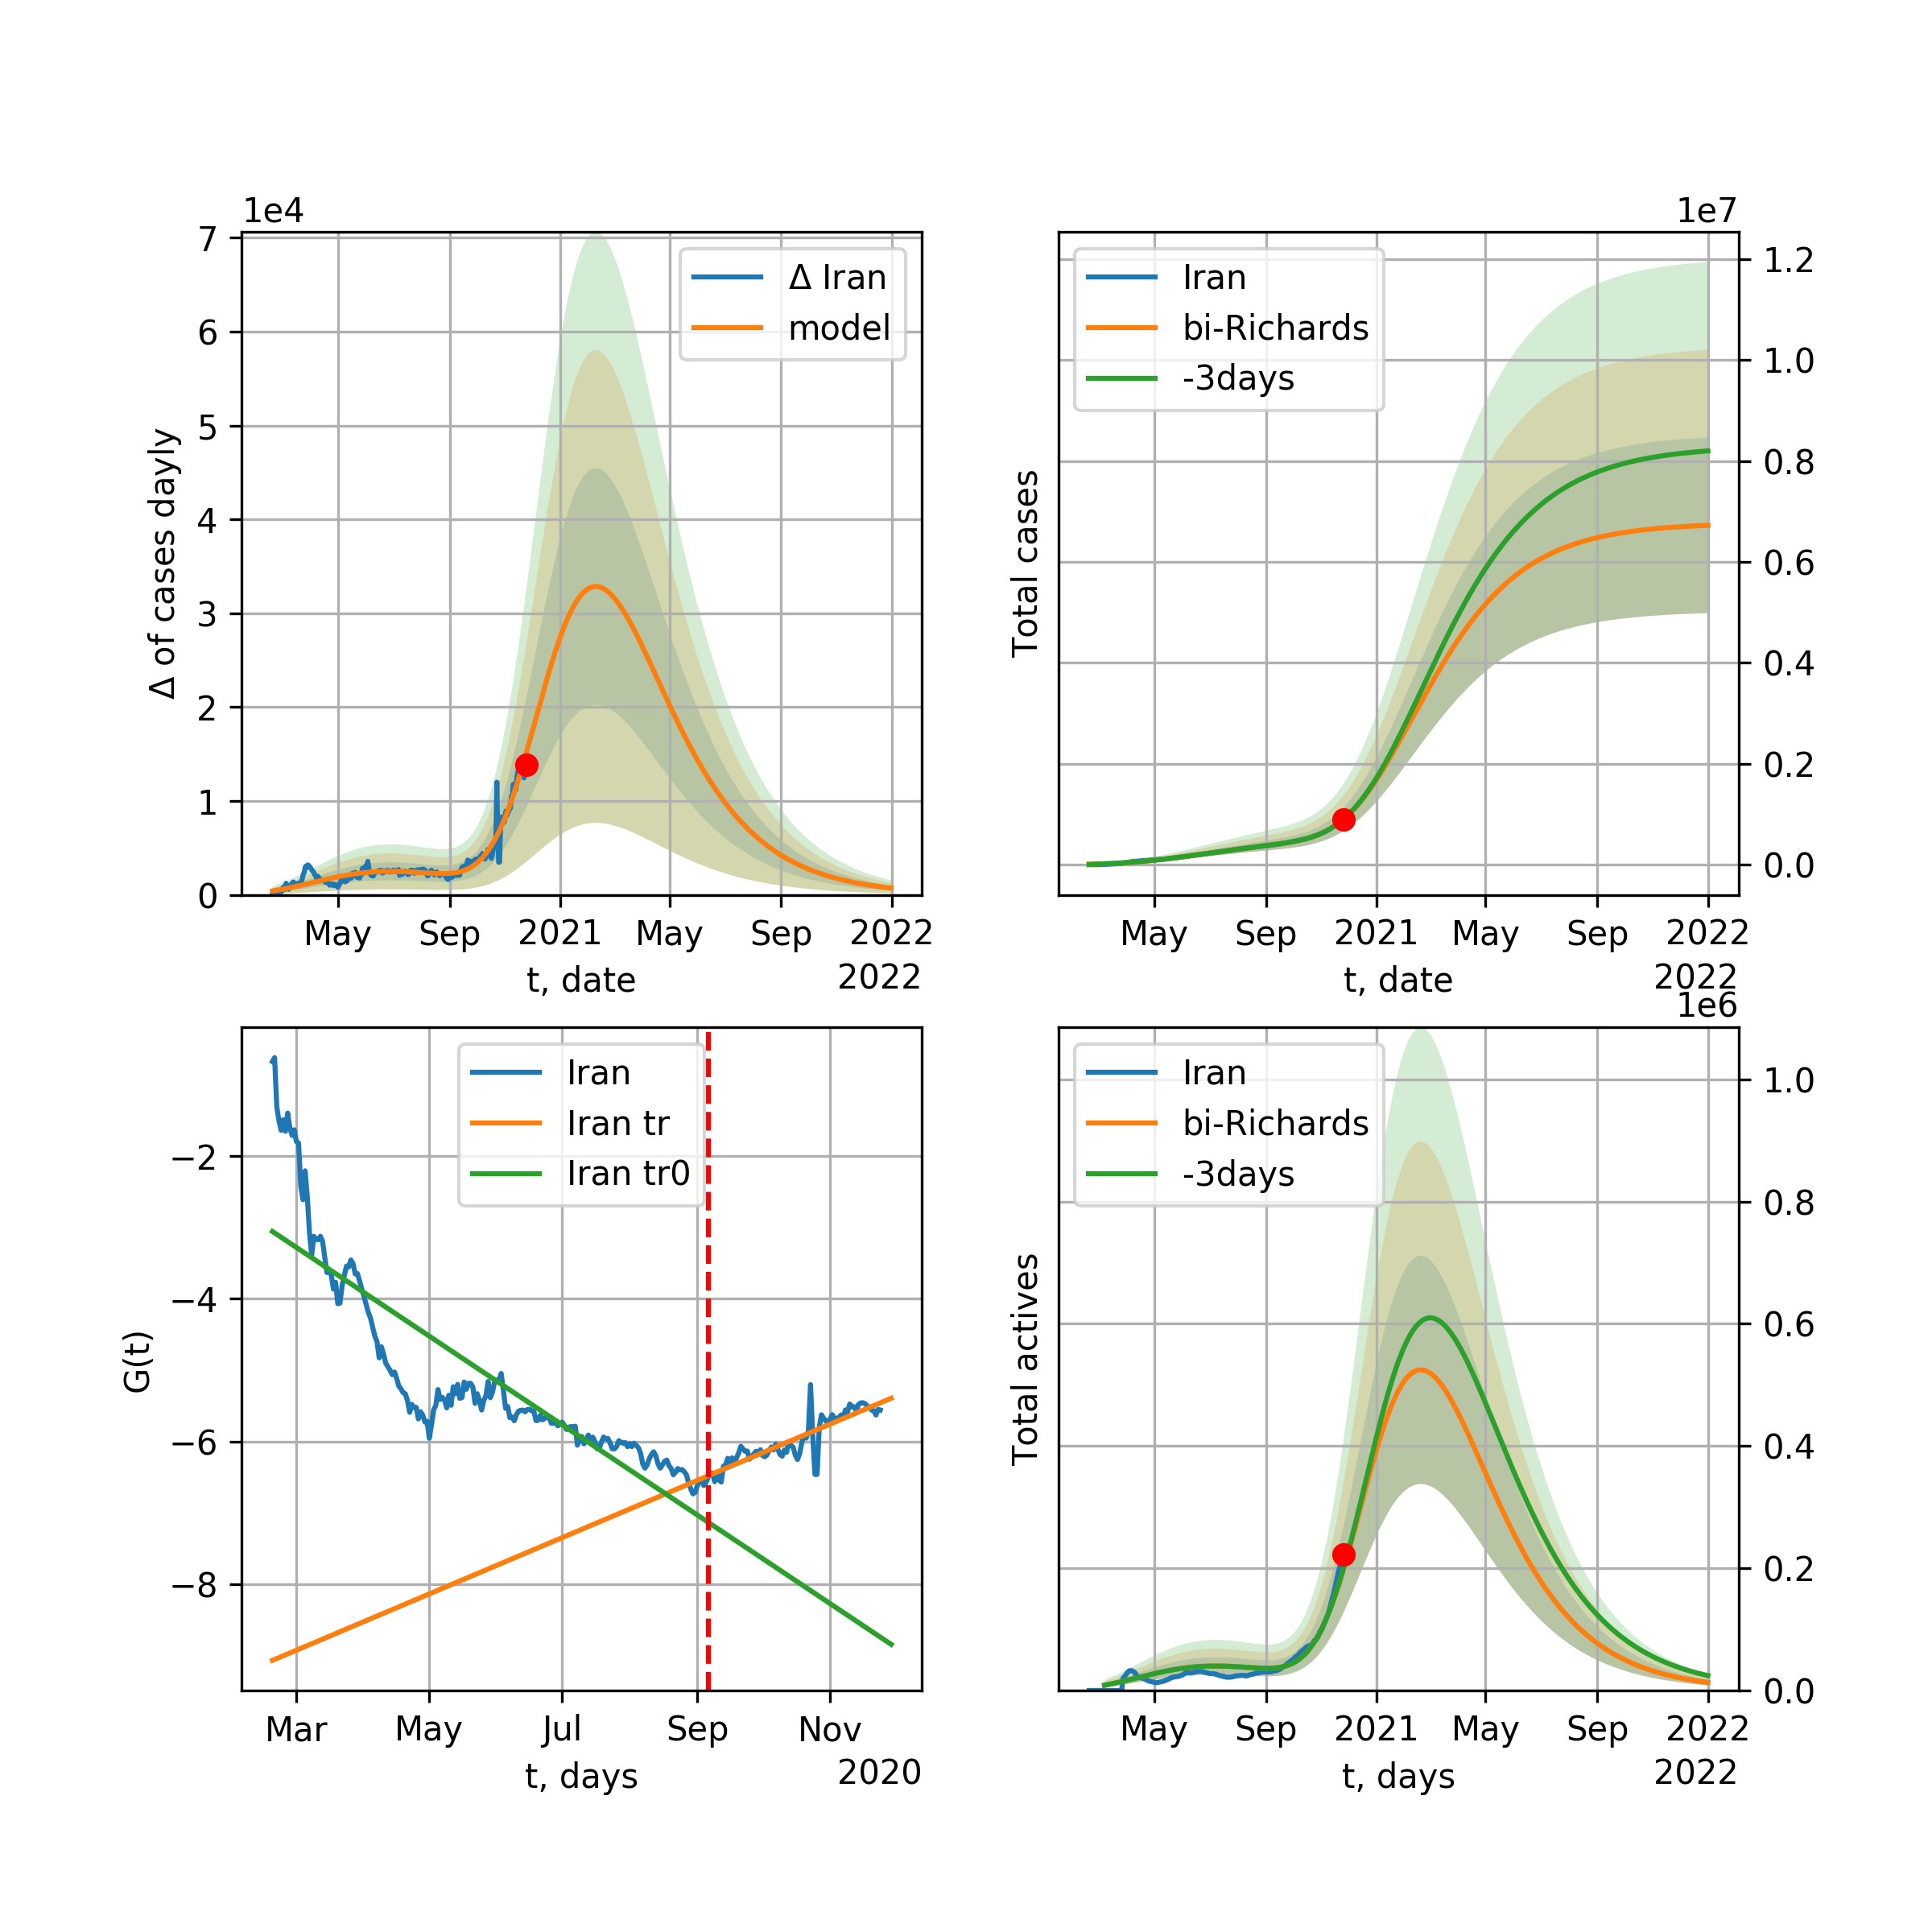 1e4
7
6
5
4
3
2
1
0
Δ of cases dayly
Δ Iran
model
May Sep 2021 May Sep 2022
t, date
2022
1e7
Iran
bi-Richards
-3days
Total cases
1.2
1.0
0.8
0.6
0.4
0.2
0.0
May Sep 2021 May Sep 2022
t, date
2022
G(t)
−2
−4
−6
−8
Iran
Iran tr
Iran tr0
Mar May Jul Sep Nov
2020
t, days
1e6
Iran
bi-Richards
-3days
Total actives
1.0
0.8
0.6
0.4
0.2
0.0
May Sep 2021 May Sep 2022
t, days
2022